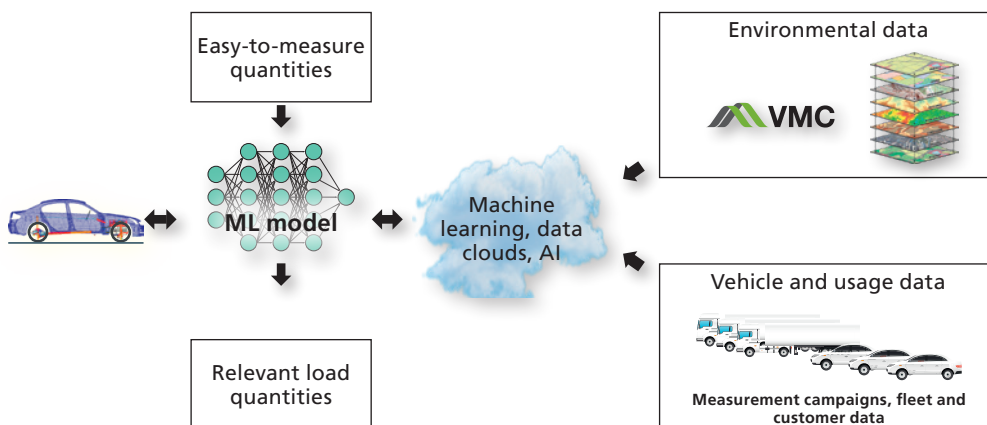 Easy-to-measure
quantities
ML model
Relevant load
quantities
Machine
learning, data
clouds, AI
Environmental data
VMC
Vehicle and usage data
Measurement campaigns, fleet and
customer data